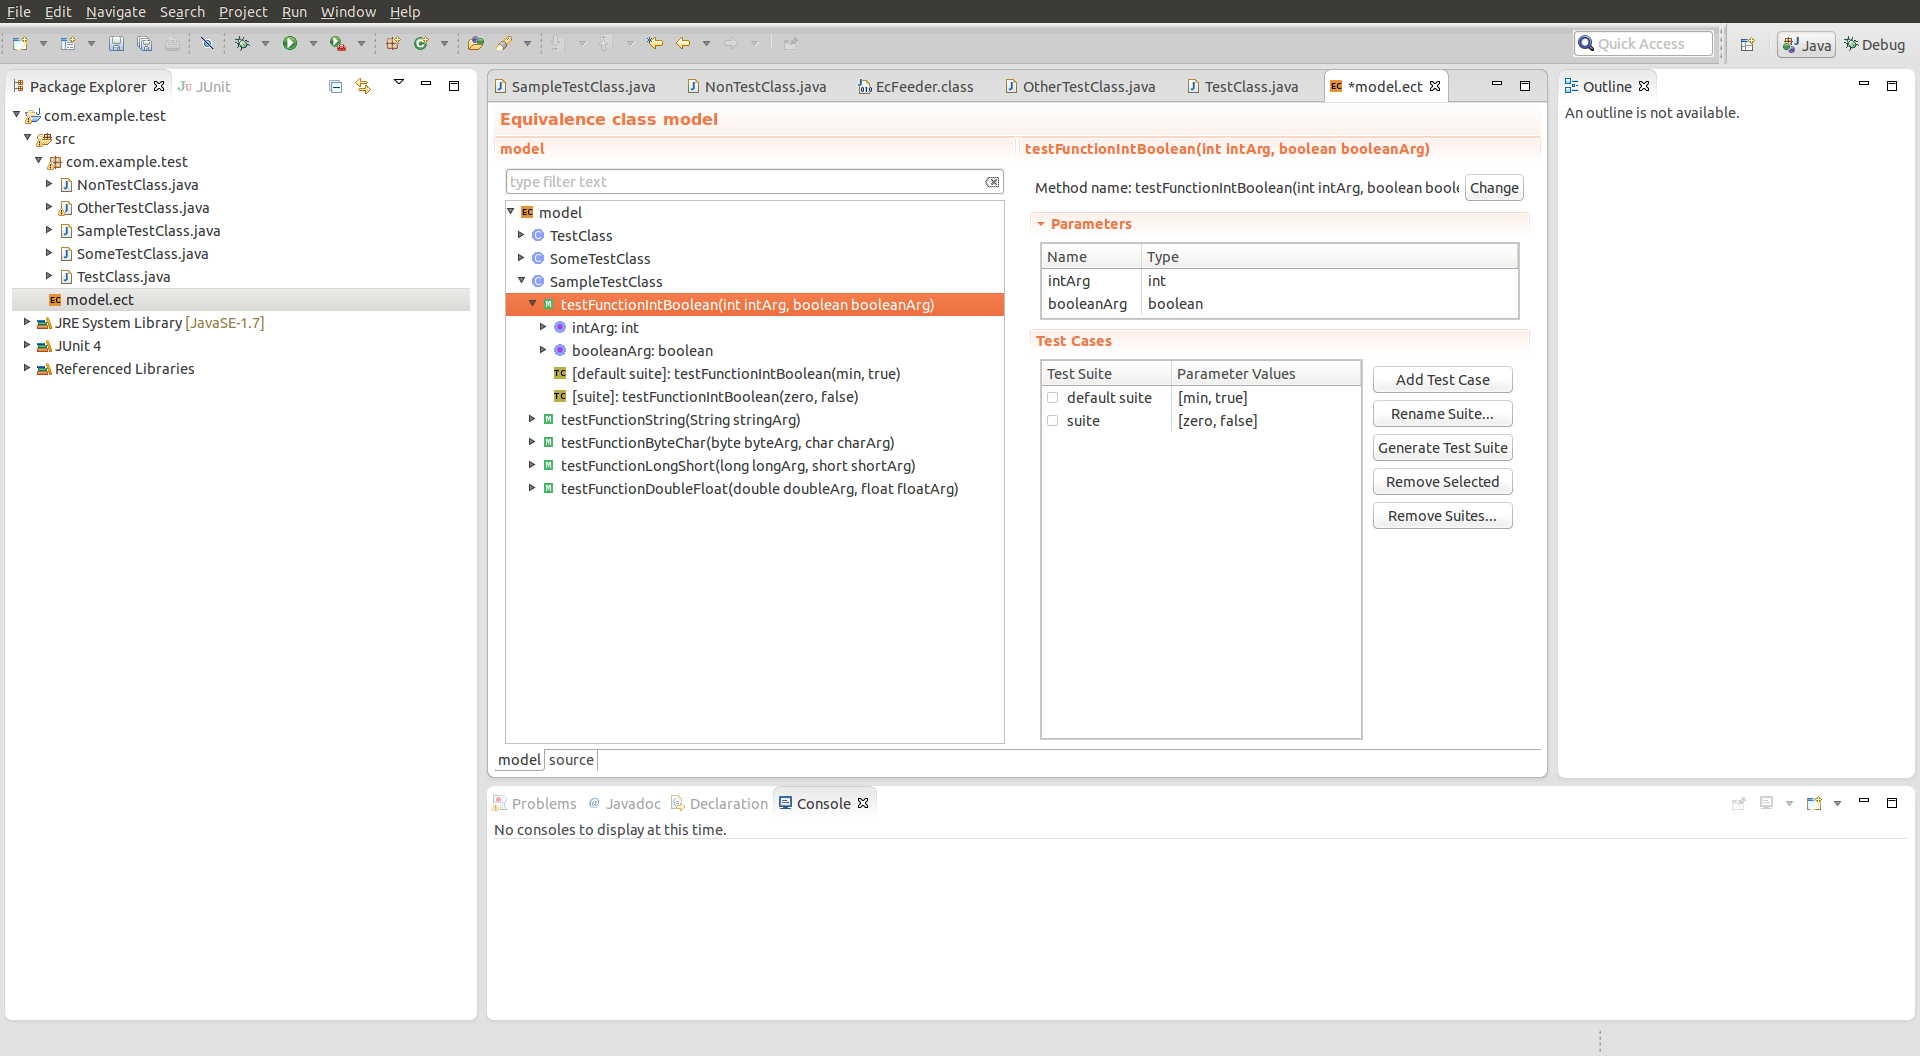 File Edit Navigate Search Project Run Window Help
Quick Access
Java
Debug
Package Explorer
Ju JUnit
com.example.test
src
com.example.test
NonTestClass.java
OtherTestClass.java
SampleTestClass.java
SomeTestClass.java
TestClass.java
model.ect
JRE System Library [JavaSE-1.7]
JUnit 4
Referenced Libraries
SampleTestClass.java
NonTestClass.java
EcFeeder.class
OtherTestClass.java
TestClass.java
*model.ect
Equivalence class model
model
type filter text
model
TestClass
SomeTestClass
SampleTestClass
testFunctionIntBoolean(int intArg, boolean booleanArg)
intArg: int
booleanArg: boolean
[default suite]: testFunctionIntBoolean(min, true)
[suite]: testFunctionIntBoolean(zero, false)
testFunctionString(String stringArg)
testFunctionByteChar(byte byteArg, char charArg)
testFunctionLongShort(long longArg, short shortArg)
testFunctionDoubleFloat(double doubleArg, float floatArg)
model source
testFunctionIntBoolean(int intArg, boolean booleanArg)
Method name: testFunctionIntBoolean(int intArg, boolean boole
Change
Parameters
Name Type
intArg int
booleanArg boolean
Test Cases
Test Suite Parameter Values
default suite [min, true]
suite [zero, false]
Add Test Case
Rename Suite...
Generate Test Suite
Remove Selected
Remove Suites...
Outline
An outline is not available.
Problems @ Javadoc Declaration Console
No consoles to display at this time.